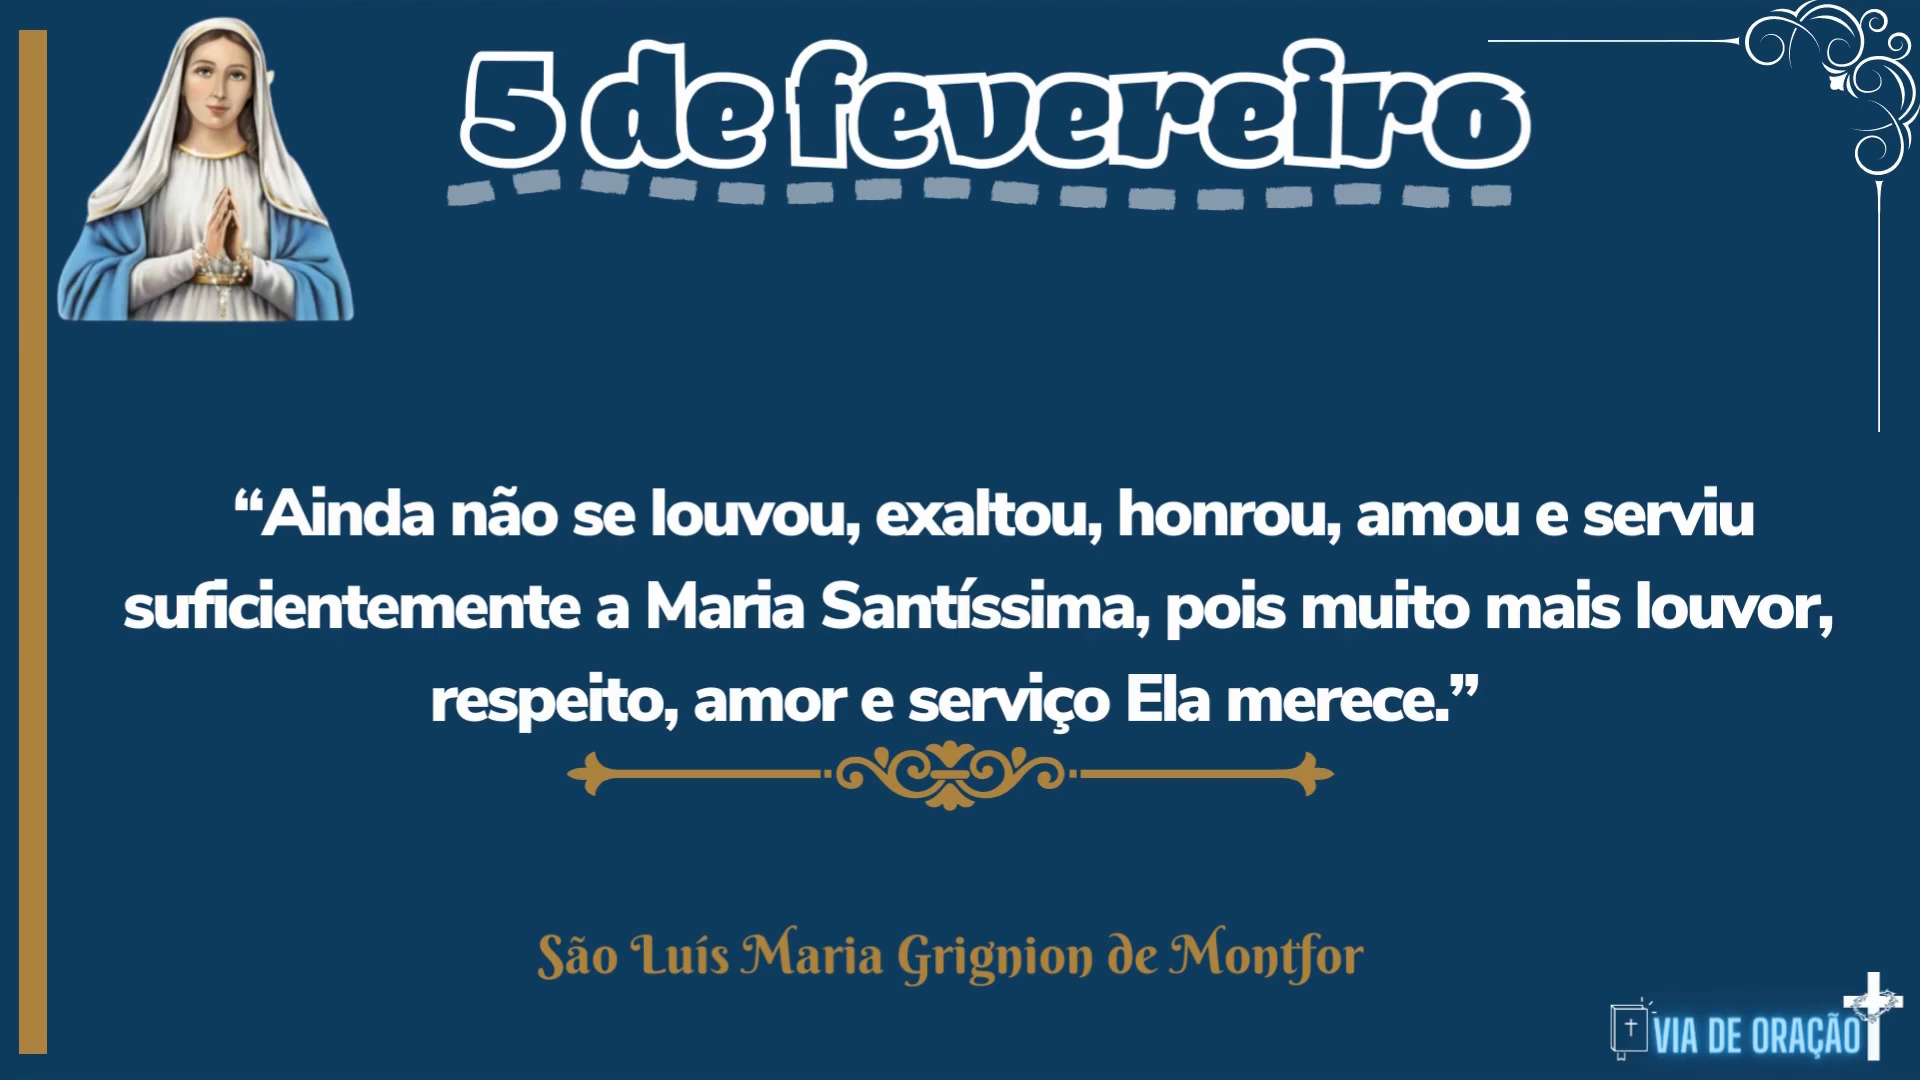 5 de fevereiro
“Ainda não se louvou, exaltou, honrou, amou e serviu
suficientemente a Maria Santíssima, pois muito mais louvor,
respeito, amor e serviço Ela merece.”
São Luís Maria Grignion de Montfor
VIA DE ORAÇÃO